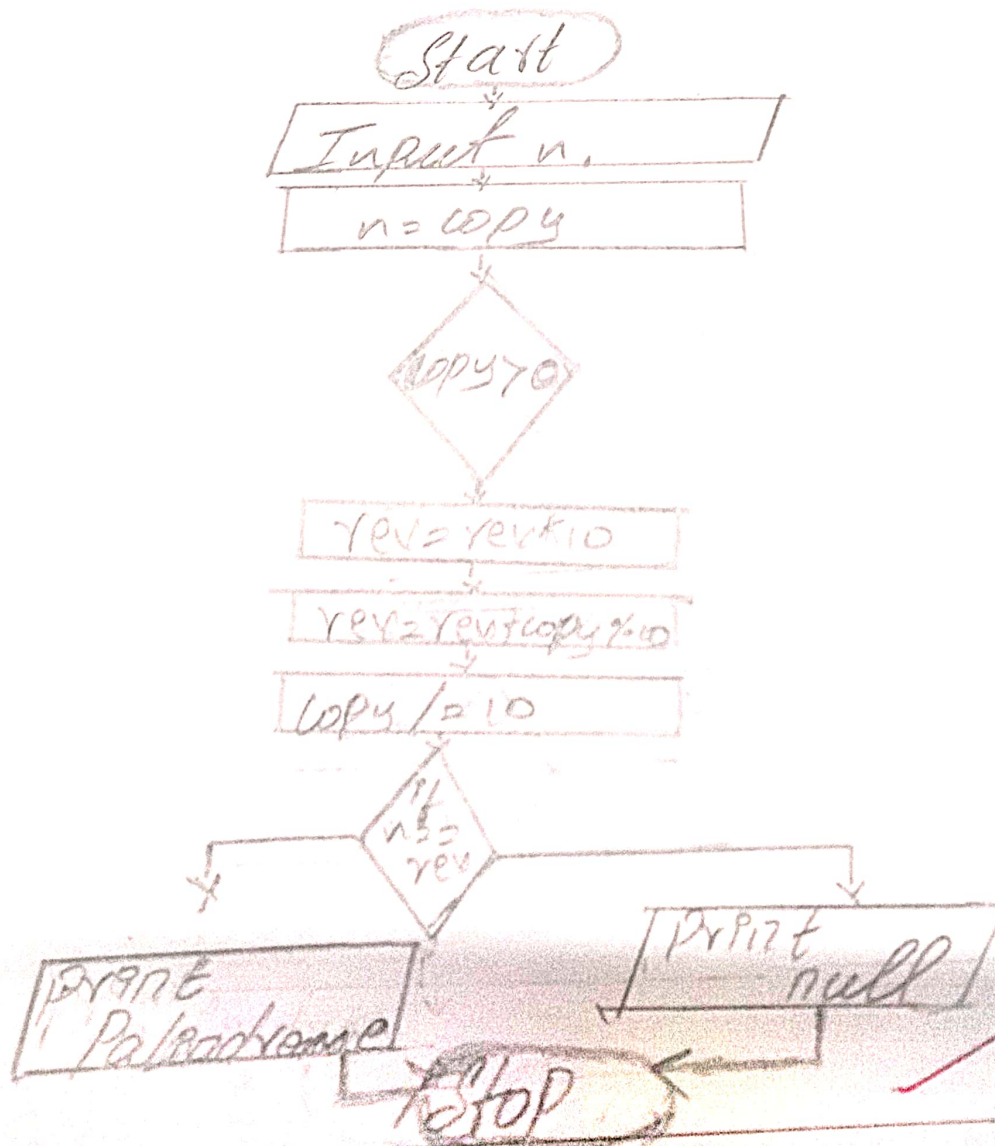 Start
Input n.
n = copy
copy > 0
rev = rev * 10
rev = rev + copy % 10
copy / = 10
if
n = =
rev
print
Palindrome
print
null
Stop